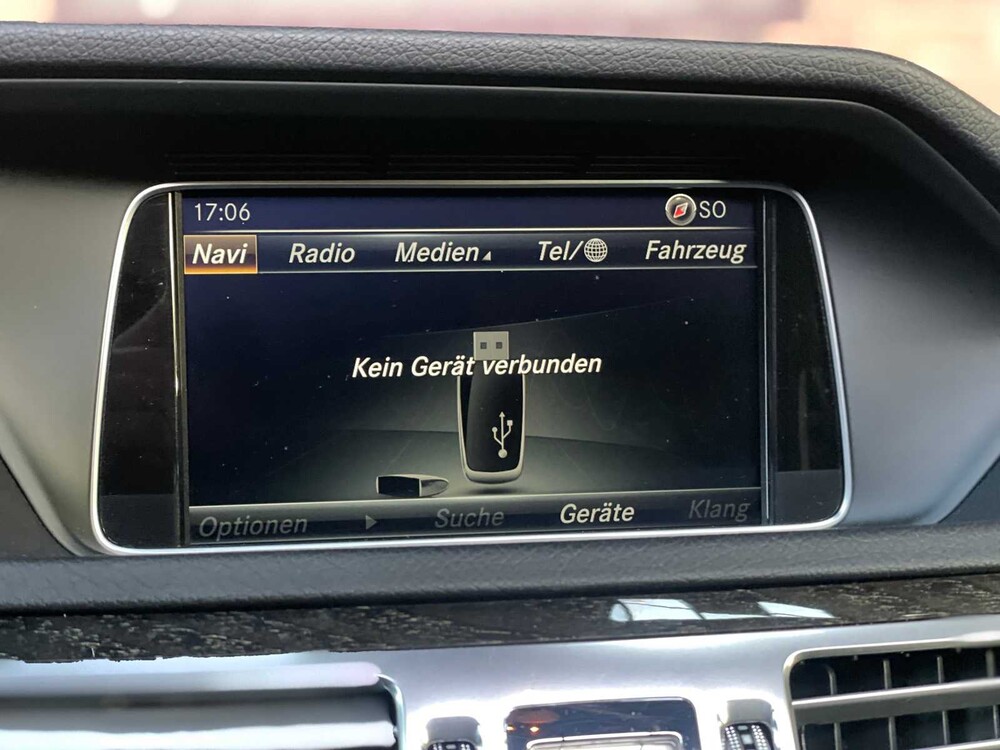 17:06 SO
Navi Radio Medien Tel/ Fahrzeug
Kein Gerät verbunden
Optionen Suche Geräte Klang